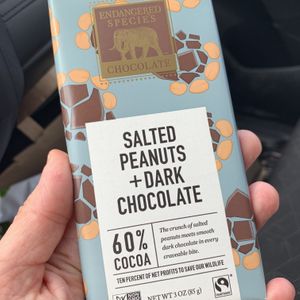 ENDANGERED
SPECIES
CHOCOLATE
SALTED
PEANUTS
+DARK
CHOCOLATE
60%
COCOA
The crunch of salted
peanuts meets smooth
dark chocolate in every
craveable bite.
TEN PERCENT OF NET PROFITS TO SAVE OUR WILDLIFE
NET WT 3 OZ (85 g)